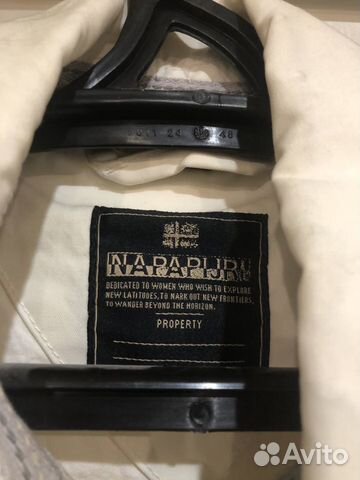 NAPAPIJRI
DEDICATED TO WOMEN WHO WISH TO EXPLORE
NEW LATITUDES, TO MARK OUT NEW FRONTIERS,
TO WANDER BEYOND THE HORIZON.
PROPERTY
Avito